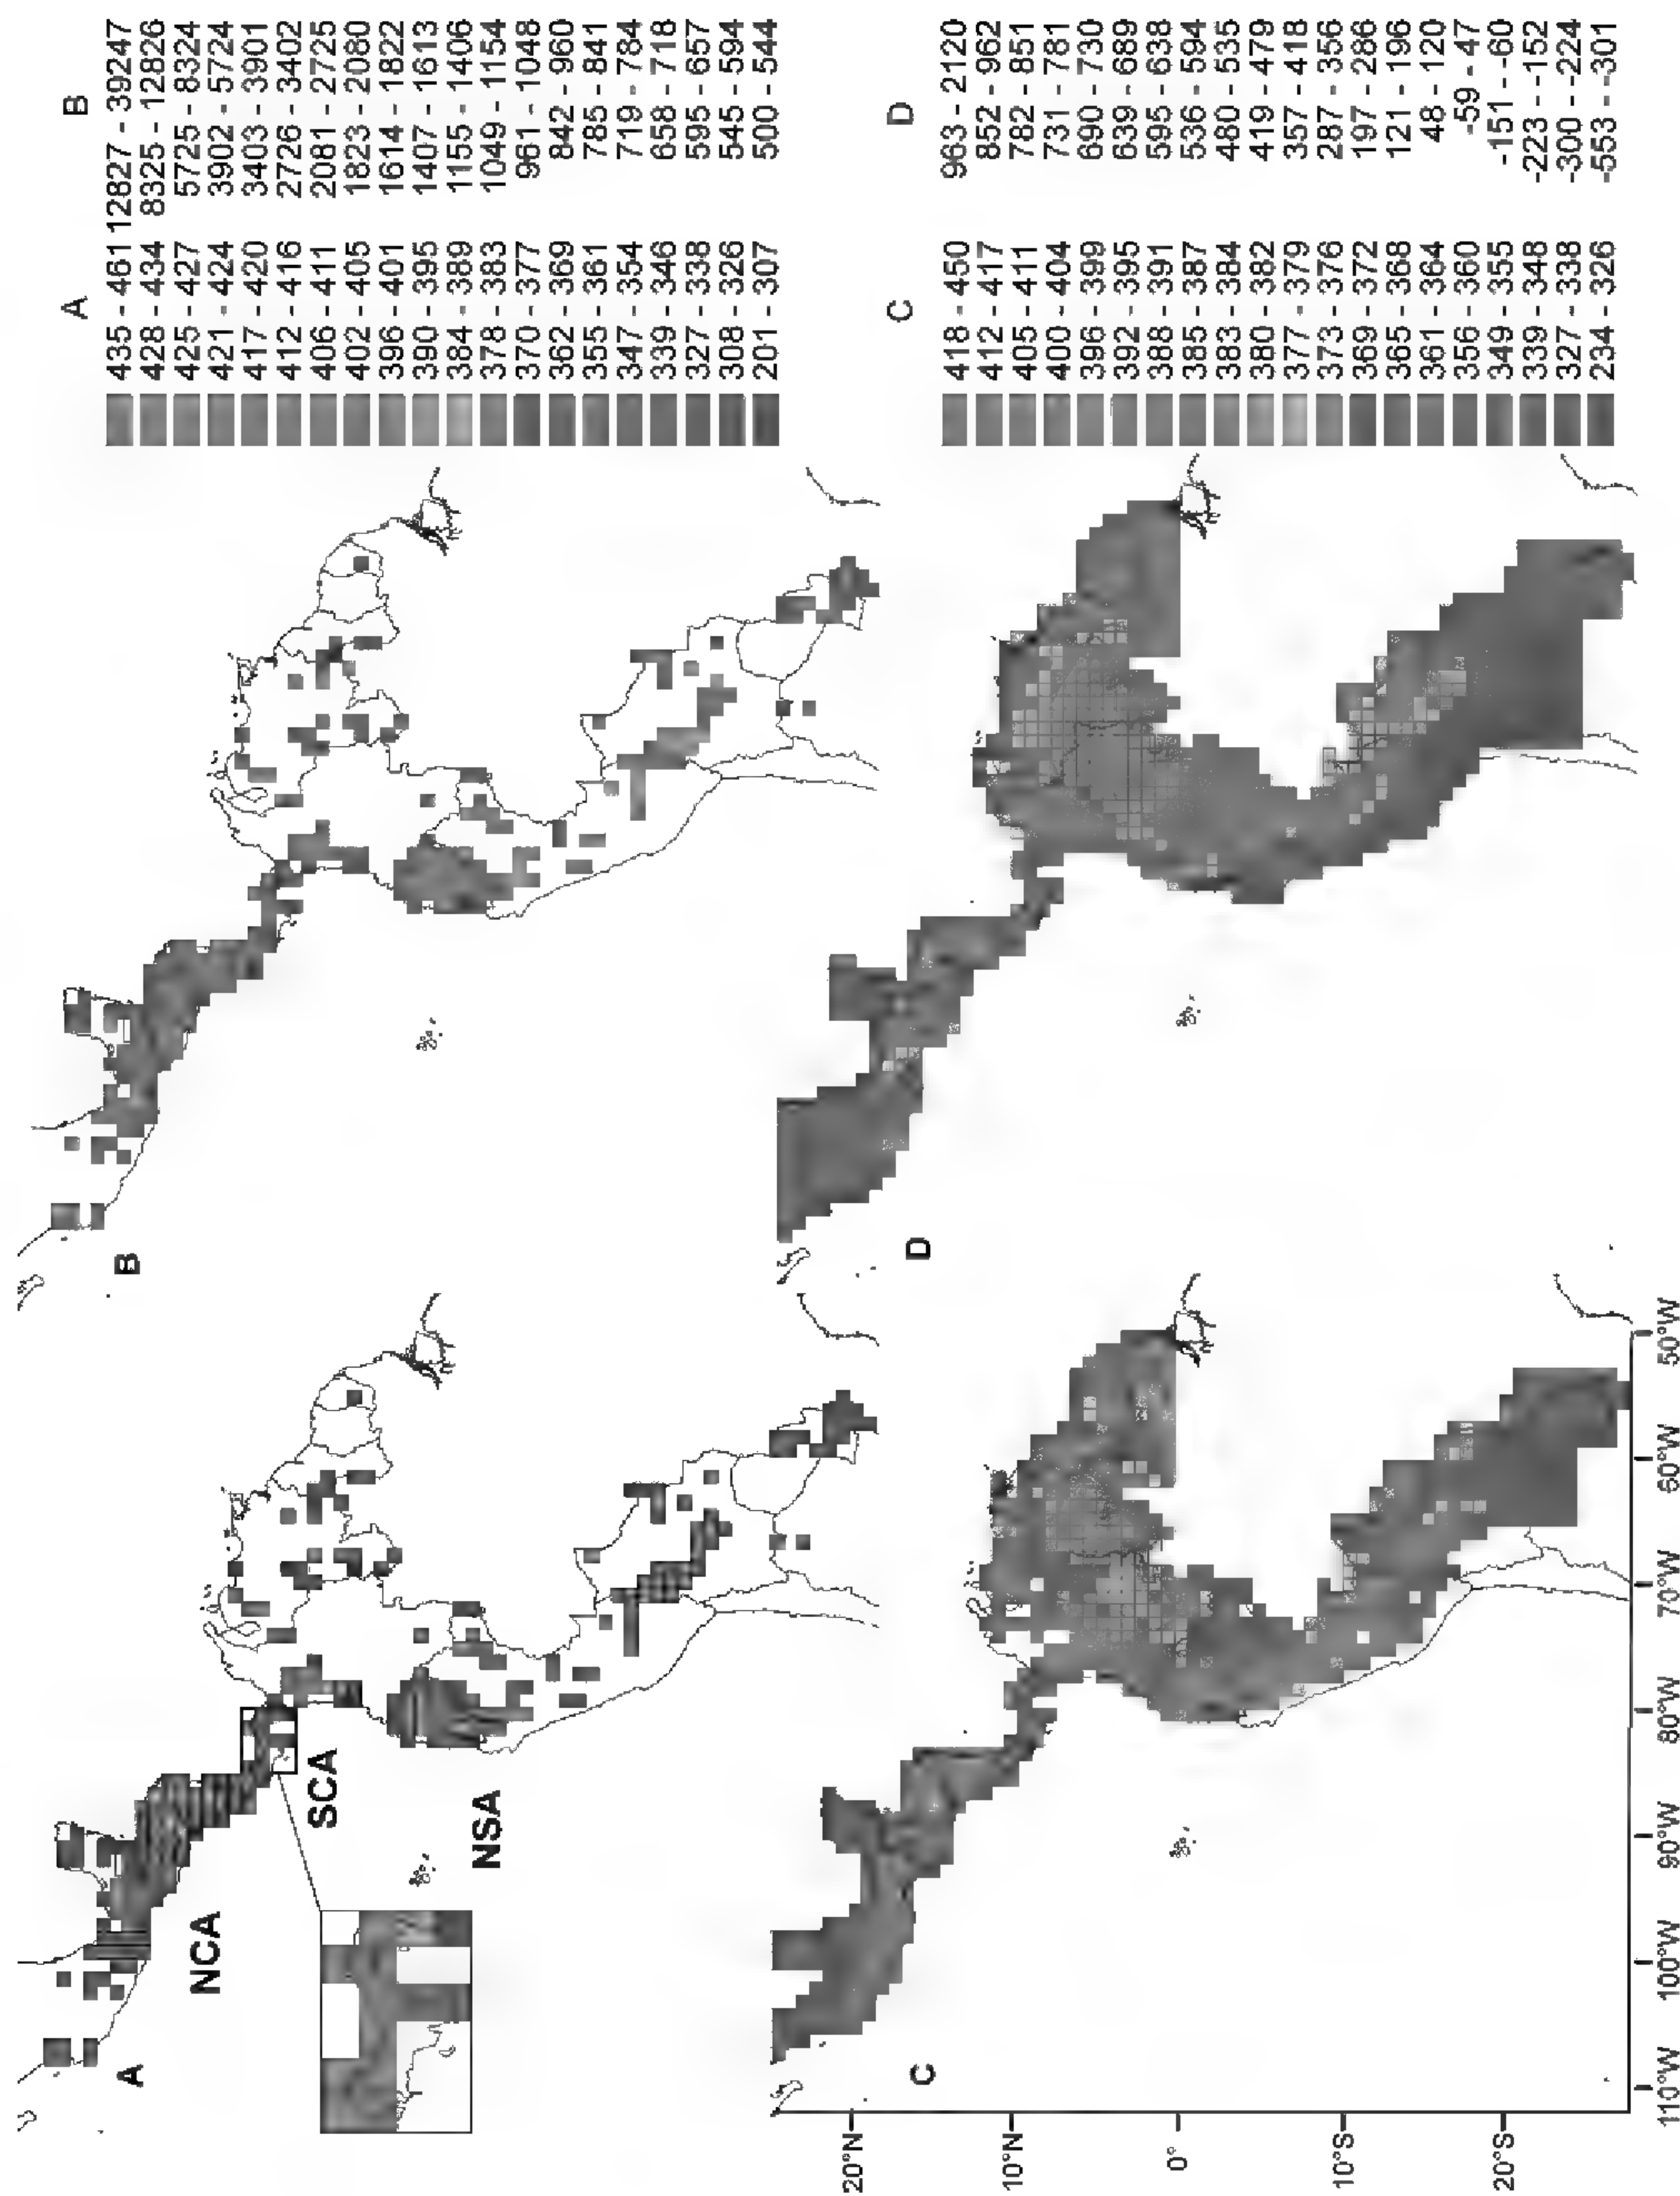 A
NCA
SCA
NSA
B
C
D
20°N
10°N
0°
10°S
20°S
110°W
100°W
90°W
80°W
70°W
60°W
50°W
A
435 - 461
428 - 434
425 - 427
421 - 424
417 - 420
412 - 416
406 - 411
402 - 405
396 - 401
390 - 395
384 - 389
378 - 383
370 - 377
362 - 369
355 - 361
347 - 354
339 - 346
327 - 338
308 - 326
201 - 307
B
12827 - 39247
8325 - 12826
5725 - 8324
3902 - 5724
3403 - 3901
2726 - 3402
2081 - 2725
1823 - 2080
1614 - 1822
1407 - 1613
1155 - 1406
1049 - 1154
961 - 1048
842 - 960
785 - 841
719 - 784
658 - 718
595 - 657
545 - 594
500 - 544
C
418 - 450
412 - 417
405 - 411
400 - 404
396 - 399
392 - 395
388 - 391
385 - 387
383 - 384
380 - 382
377 - 379
373 - 376
369 - 372
365 - 368
361 - 364
356 - 360
349 - 355
339 - 348
327 - 338
234 - 326
D
963 - 2120
852 - 962
782 - 851
731 - 781
690 - 730
639 - 689
595 - 638
536 - 594
480 - 535
419 - 479
357 - 418
287 - 356
197 - 286
121 - 196
48 - 120
-59 - 47
-151 - -60
-223 - -152
-300 - -224
-553 - -301